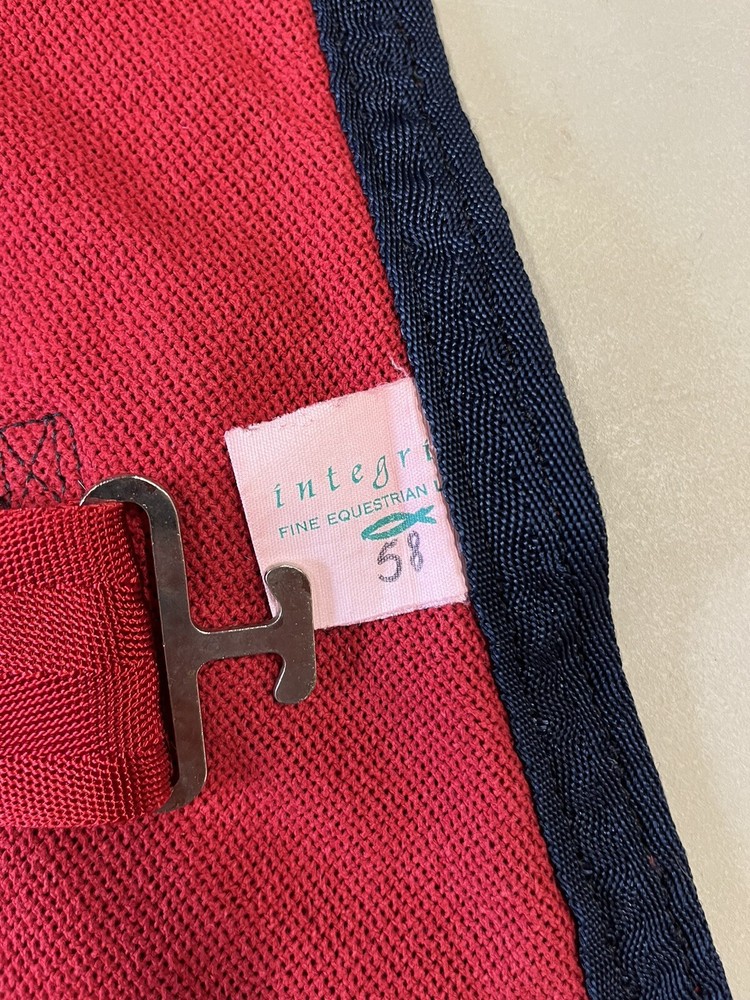 integri
FINE EQUESTRIAN
58